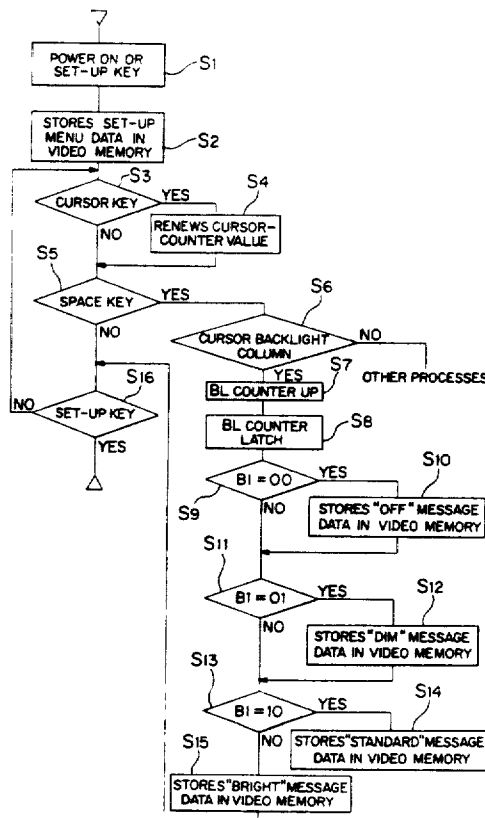 POWER ON OR
SET-UP KEY
S1
STORES SET-UP
MENU DATA IN
VIDEO MEMORY
S2
S3
CURSOR KEY
YES
NO
S4
RENEWS CURSOR-
COUNTER VALUE
S5
SPACE KEY
YES
NO
S6
CURSOR BACKLIGHT
COLUMN
NO
YES
OTHER PROCESSES
S7
BL COUNTER UP
S16
SET-UP KEY
NO
YES
S8
BL COUNTER
LATCH
S9
B1=00
YES
NO
S10
STORES "OFF" MESSAGE
DATA IN VIDEO MEMORY
S11
B1=01
YES
NO
S12
STORES "DIM" MESSAGE
DATA IN VIDEO MEMORY
S13
B1=10
YES
NO
S14
STORES "STANDARD" MESSAGE
DATA IN VIDEO MEMORY
S15
STORES "BRIGHT" MESSAGE
DATA IN VIDEO MEMORY